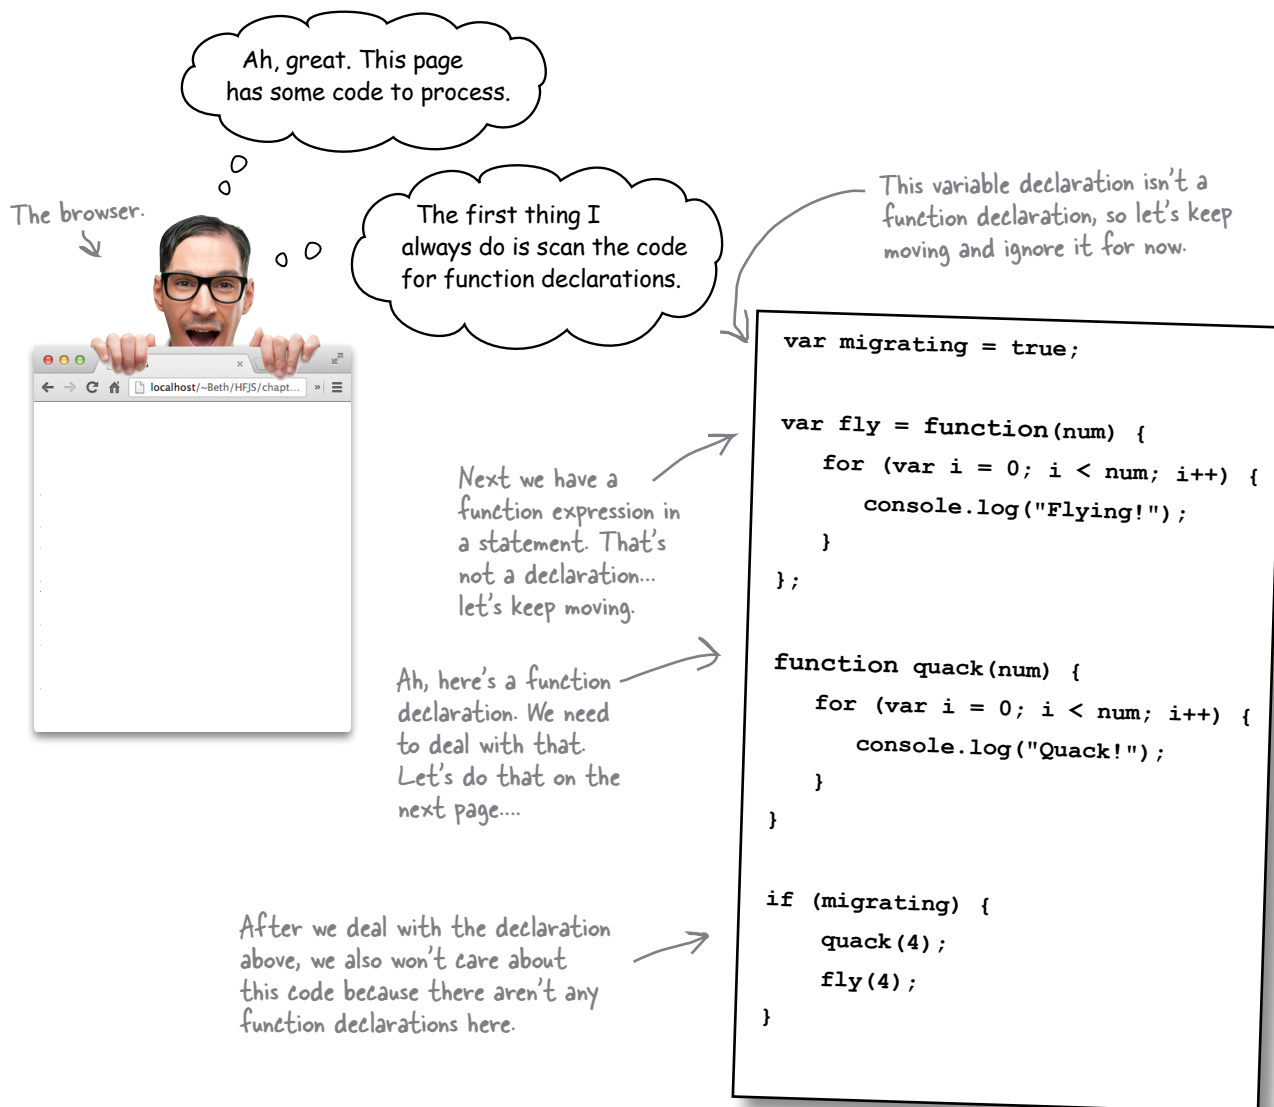 Ah, great. This page
has some code to process.
The first thing I
always do is scan the code
for function declarations.
The browser.
localhost/~Beth/HFJS/chapt...
This variable declaration isn't a
function declaration, so let's keep
moving and ignore it for now.
var migrating = true;
var fly = function(num) {
for (var i = 0; i < num; i++) {
console.log("Flying!");
}
};
Next we have a
function expression in
a statement. That's
not a declaration...
let's keep moving.
function quack(num) {
for (var i = 0; i < num; i++) {
console.log("Quack!");
}
}
Ah, here's a function
declaration. We need
to deal with that.
Let's do that on the
next page....
if (migrating) {
quack(4);
fly(4);
}
After we deal with the declaration
above, we also won't care about
this code because there aren't any
function declarations here.